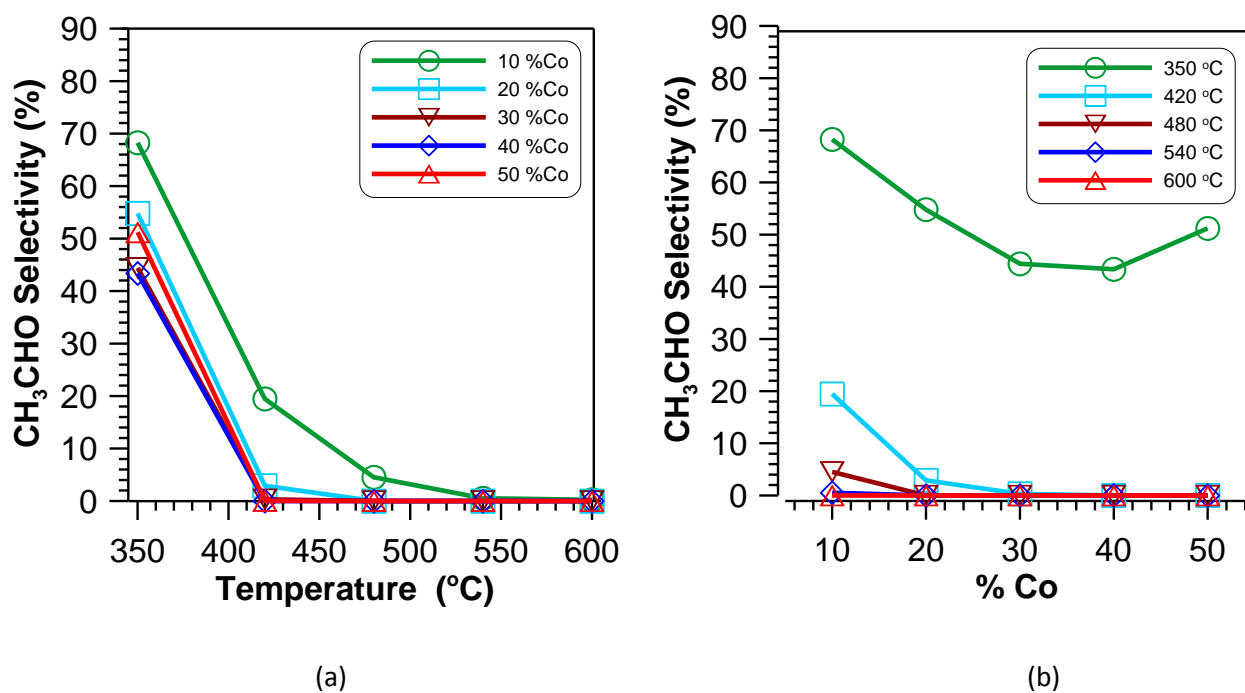 90
80
70
60
50
40
30
20
10
0
CH₃CHO Selectivity (%)
10 %Co
20 %Co
30 %Co
40 %Co
50 %Co
350 400 450 500 550 600
Temperature (°C)
(a)
90
80
70
60
50
40
30
20
10
0
CH₃CHO Selectivity (%)
350 °C
420 °C
480 °C
540 °C
600 °C
10 20 30 40 50
% Co
(b)